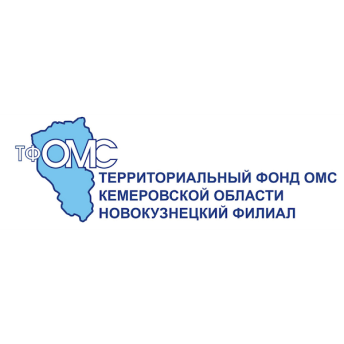 ТФОМС
ТЕРРИТОРИАЛЬНЫЙ ФОНД ОМС
КЕМЕРОВСКОЙ ОБЛАСТИ
НОВОКУЗНЕЦКИЙ ФИЛИАЛ